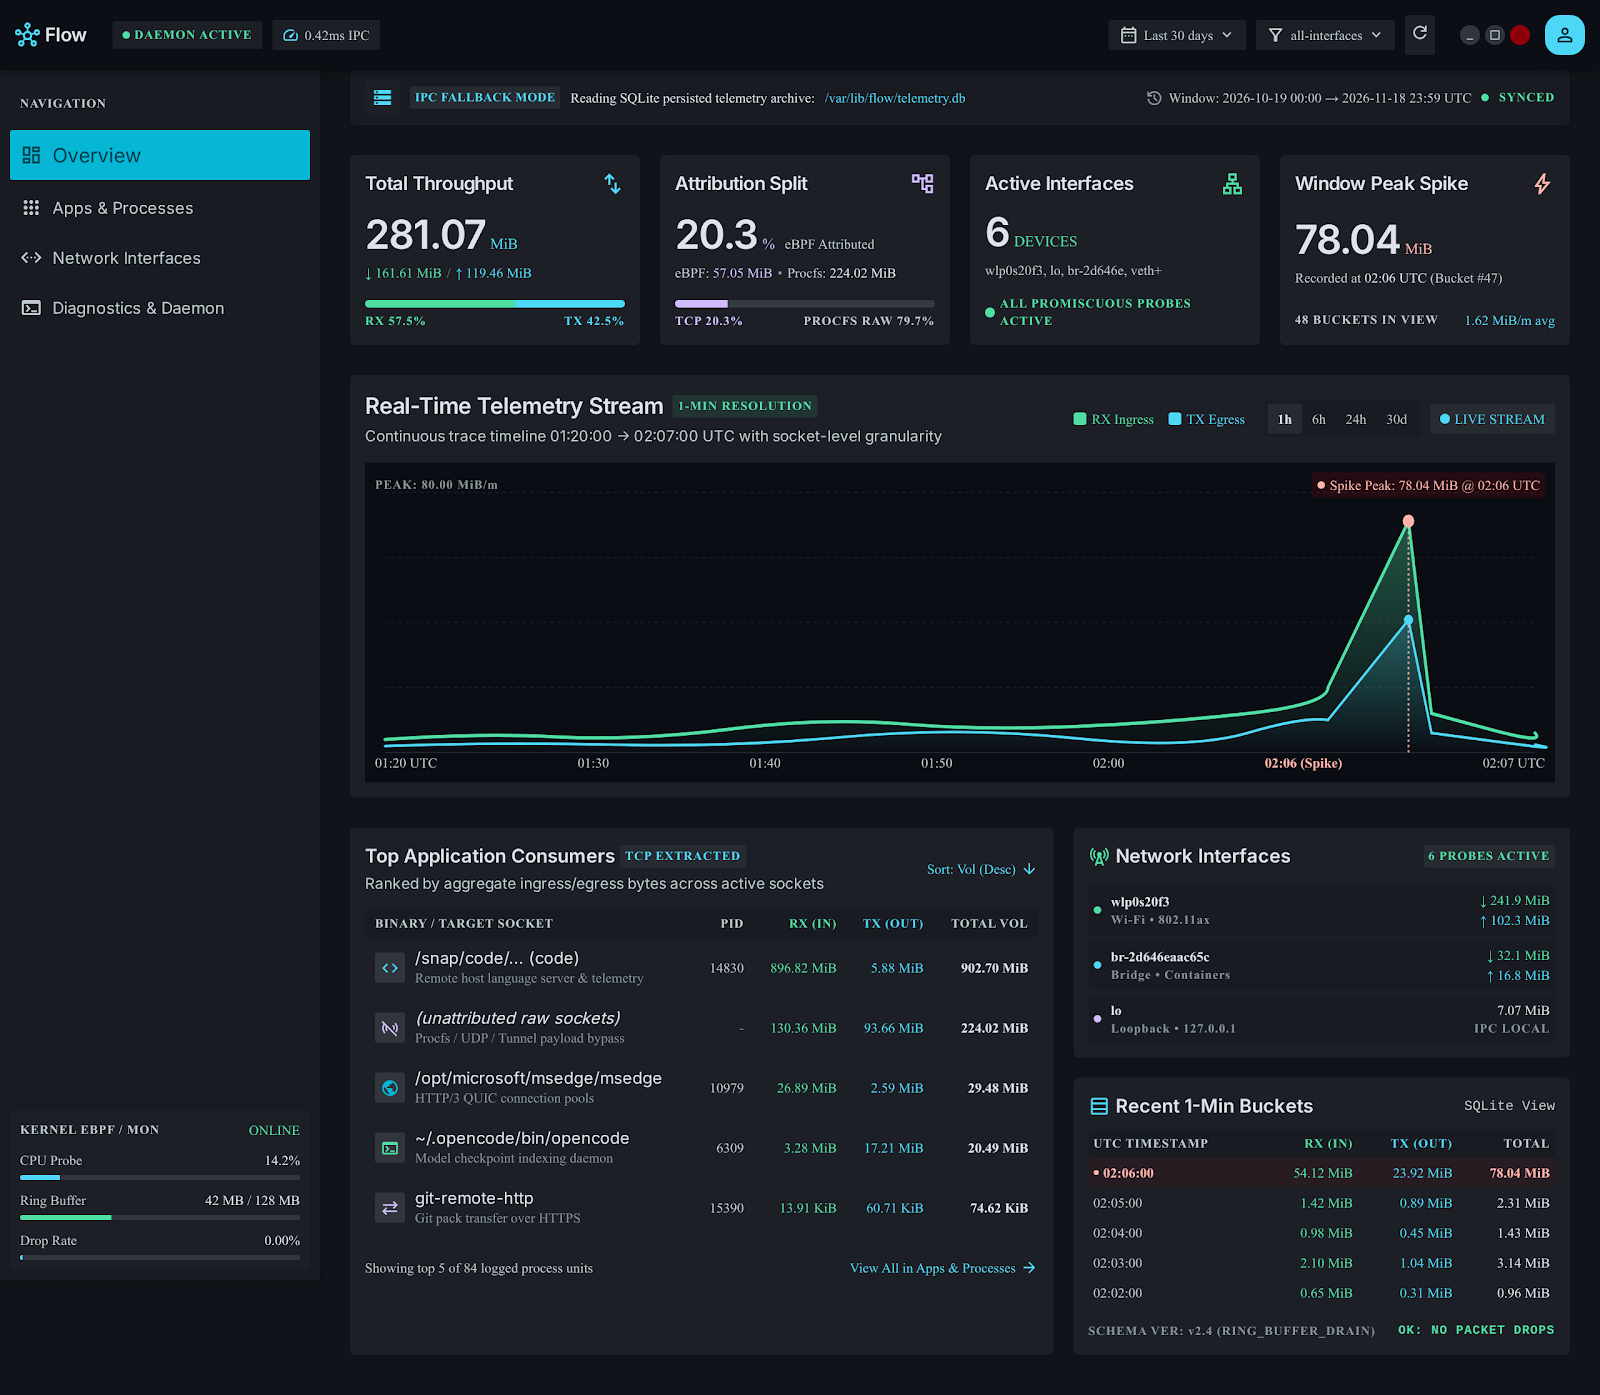 Flow
DAEMON ACTIVE
0.42ms IPC
Last 30 days
all-interfaces
NAVIGATION
Overview
Apps & Processes
Network Interfaces
Diagnostics & Daemon
KERNEL EBPF / MON ONLINE
CPU Probe 14.2%
Ring Buffer 42 MB / 128 MB
Drop Rate 0.00%
IPC FALLBACK MODE Reading SQLite persisted telemetry archive: /var/lib/flow/telemetry.db
Window: 2026-10-19 00:00 → 2026-11-18 23:59 UTC ● SYNCED
Total Throughput
281.07 MiB
↓ 161.61 MiB / ↑ 119.46 MiB
RX 57.5% TX 42.5%
Attribution Split
20.3 % eBPF Attributed
eBPF: 57.05 MiB • Procfs: 224.02 MiB
TCP 20.3% PROCFS RAW 79.7%
Active Interfaces
6 DEVICES
wlp0s20f3, lo, br-2d646e, veth+
ALL PROMISCUOUS PROBES
ACTIVE
Window Peak Spike
78.04 MiB
Recorded at 02:06 UTC (Bucket #47)
48 BUCKETS IN VIEW 1.62 MiB/m avg
Real-Time Telemetry Stream 1-MIN RESOLUTION
Continuous trace timeline 01:20:00 → 02:07:00 UTC with socket-level granularity
RX Ingress TX Egress
1h 6h 24h 30d
LIVE STREAM
PEAK: 80.00 MiB/m
Spike Peak: 78.04 MiB @ 02:06 UTC
01:20 UTC 01:30 01:40 01:50 02:00 02:06 (Spike) 02:07 UTC
Top Application Consumers TCP EXTRACTED
Ranked by aggregate ingress/egress bytes across active sockets
Sort: Vol (Desc) ↓
BINARY / TARGET SOCKET PID RX (IN) TX (OUT) TOTAL VOL
/snap/code/... (code)
Remote host language server & telemetry
14830 896.82 MiB 5.88 MiB 902.70 MiB
(unattributed raw sockets)
Procfs / UDP / Tunnel payload bypass
- 130.36 MiB 93.66 MiB 224.02 MiB
/opt/microsoft/msedge/msedge
HTTP/3 QUIC connection pools
10979 26.89 MiB 2.59 MiB 29.48 MiB
~/.opencode/bin/opencode
Model checkpoint indexing daemon
6309 3.28 MiB 17.21 MiB 20.49 MiB
git-remote-http
Git pack transfer over HTTPS
15390 13.91 KiB 60.71 KiB 74.62 KiB
Showing top 5 of 84 logged process units
View All in Apps & Processes →
Network Interfaces 6 PROBES ACTIVE
wlp0s20f3 ↓ 241.9 MiB
Wi-Fi • 802.11ax ↑ 102.3 MiB
br-2d646eaac65c ↓ 32.1 MiB
Bridge • Containers ↑ 16.8 MiB
lo 7.07 MiB
Loopback • 127.0.0.1 IPC LOCAL
Recent 1-Min Buckets SQLite View
UTC TIMESTAMP RX (IN) TX (OUT) TOTAL
• 02:06:00 54.12 MiB 23.92 MiB 78.04 MiB
02:05:00 1.42 MiB 0.89 MiB 2.31 MiB
02:04:00 0.98 MiB 0.45 MiB 1.43 MiB
02:03:00 2.10 MiB 1.04 MiB 3.14 MiB
02:02:00 0.65 MiB 0.31 MiB 0.96 MiB
SCHEMA VER: v2.4 (RING_BUFFER_DRAIN) OK: NO PACKET DROPS